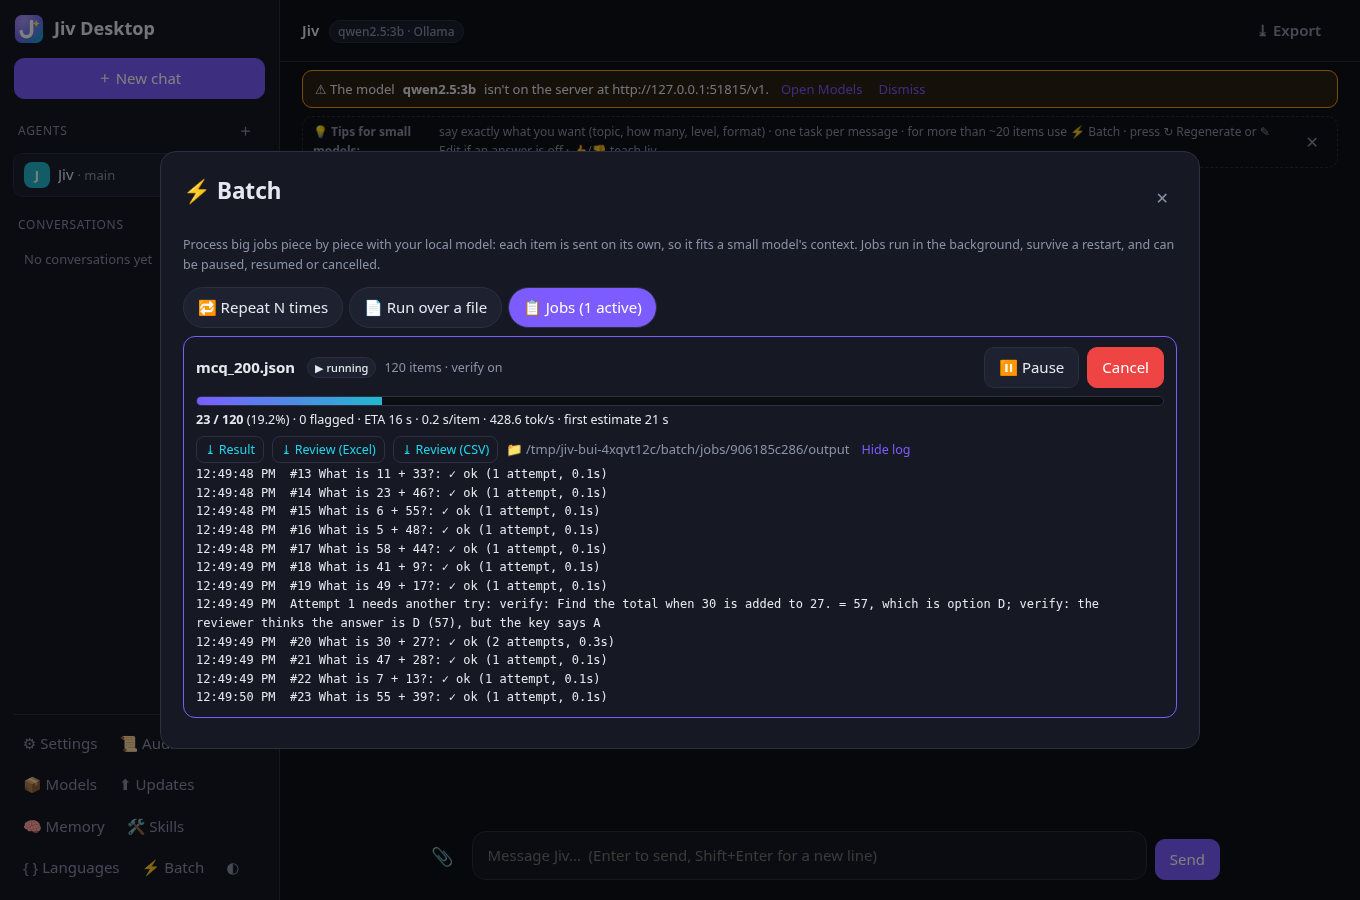 Jiv Desktop
+ New chat
AGENTS +
J Jiv · main
CONVERSATIONS
No conversations yet
⚙ Settings 📜 Aud
📦 Models ⬆ Updates
🧠 Memory 🛠️ Skills
{ } Languages ⚡ Batch ◐
Jiv qwen2.5:3b · Ollama ⤓ Export
⚠ The model qwen2.5:3b isn't on the server at http://127.0.0.1:51815/v1. Open Models Dismiss
💡 Tips for small models: say exactly what you want (topic, how many, level, format) · one task per message · for more than ~20 items use ⚡ Batch · press ↻ Regenerate or ✎
Edit if an answer is off · 👍/👎 teach Jiv ✕
⚡ Batch ✕
Process big jobs piece by piece with your local model: each item is sent on its own, so it fits a small model's context. Jobs run in the background, survive a restart, and can
be paused, resumed or cancelled.
🔁 Repeat N times 📄 Run over a file 📋 Jobs (1 active)
mcq_200.json ▶ running 120 items · verify on ⏸ Pause Cancel
23 / 120 (19.2%) · 0 flagged · ETA 16 s · 0.2 s/item · 428.6 tok/s · first estimate 21 s
⤓ Result ⤓ Review (Excel) ⤓ Review (CSV) 📁 /tmp/jiv-bui-4xqvt12c/batch/jobs/906185c286/output Hide log
12:49:48 PM #13 What is 11 + 33?: ✓ ok (1 attempt, 0.1s)
12:49:48 PM #14 What is 23 + 46?: ✓ ok (1 attempt, 0.1s)
12:49:48 PM #15 What is 6 + 55?: ✓ ok (1 attempt, 0.1s)
12:49:48 PM #16 What is 5 + 48?: ✓ ok (1 attempt, 0.1s)
12:49:48 PM #17 What is 58 + 44?: ✓ ok (1 attempt, 0.1s)
12:49:49 PM #18 What is 41 + 9?: ✓ ok (1 attempt, 0.1s)
12:49:49 PM #19 What is 49 + 17?: ✓ ok (1 attempt, 0.1s)
12:49:49 PM Attempt 1 needs another try: verify: Find the total when 30 is added to 27. = 57, which is option D; verify: the
reviewer thinks the answer is D (57), but the key says A
12:49:49 PM #20 What is 30 + 27?: ✓ ok (2 attempts, 0.3s)
12:49:49 PM #21 What is 47 + 28?: ✓ ok (1 attempt, 0.1s)
12:49:49 PM #22 What is 7 + 13?: ✓ ok (1 attempt, 0.1s)
12:49:50 PM #23 What is 55 + 39?: ✓ ok (1 attempt, 0.1s)
📎 Message Jiv... (Enter to send, Shift+Enter for a new line) Send